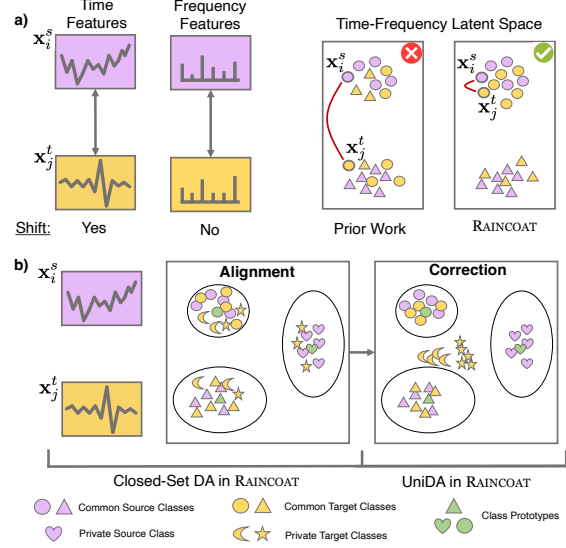 a)
Time Features
Frequency Features
Time-Frequency Latent Space
x_i^s
x_j^t
x_i^s
x_j^t
x_i^s
x_j^t
Shift: Yes No
Prior Work
RAINCOAT
b)
x_i^s
x_j^t
Alignment
Correction
Closed-Set DA in RAINCOAT
UniDA in RAINCOAT
Common Source Classes
Common Target Classes
Class Prototypes
Private Source Class
Private Target Classes